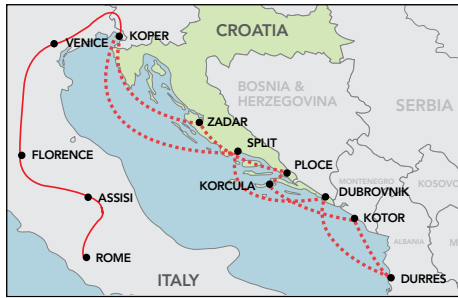 KOPER
CROATIA
VENICE
BOSNIA &
HERZEGOVINA
SERBIA
ZADAR
SPLIT
FLORENCE
PLOCE
KORCULA
MONTENEGRO
KOSOVO
ASSISI
DUBROVNIK
KOTOR
ALBANIA
M
ROME
ITALY
DURRES